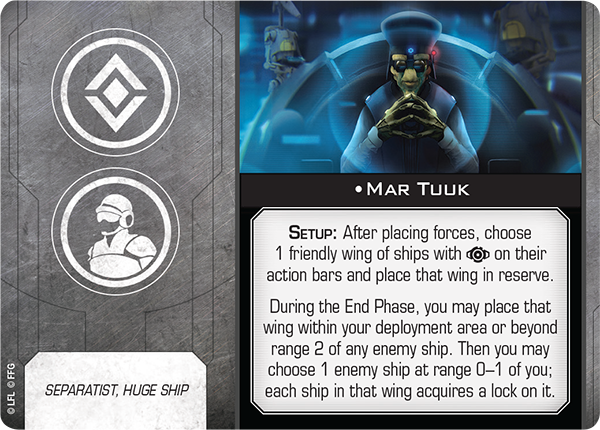 •Mar Tuuk
Setup: After placing forces, choose
1 friendly wing of ships with on their
action bars and place that wing in reserve.
During the End Phase, you may place that
wing within your deployment area or beyond
range 2 of any enemy ship. Then you may
choose 1 enemy ship at range 0–1 of you;
each ship in that wing acquires a lock on it.
SEPARATIST, HUGE SHIP
© LFL © FFG